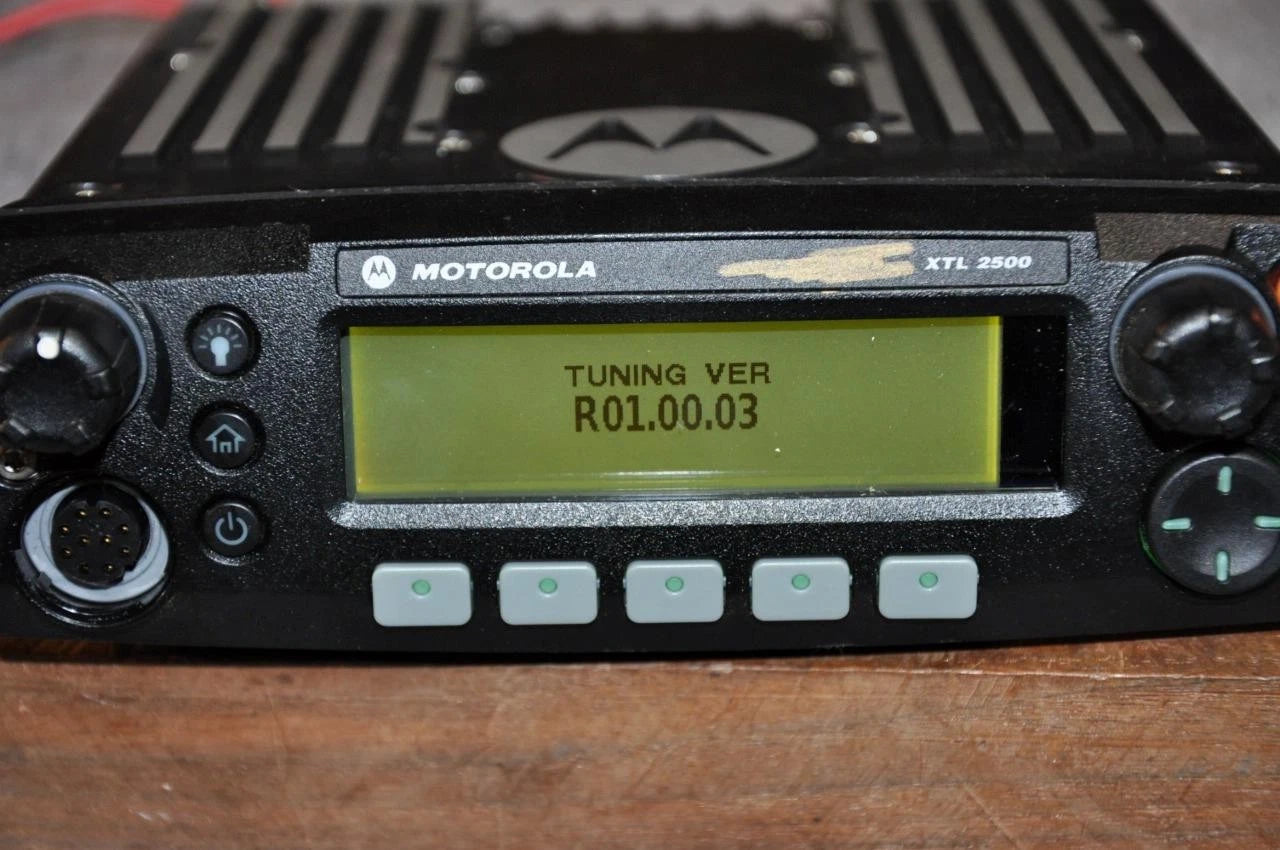 MOTOROLA XTL 2500
TUNING VER
R01.00.03